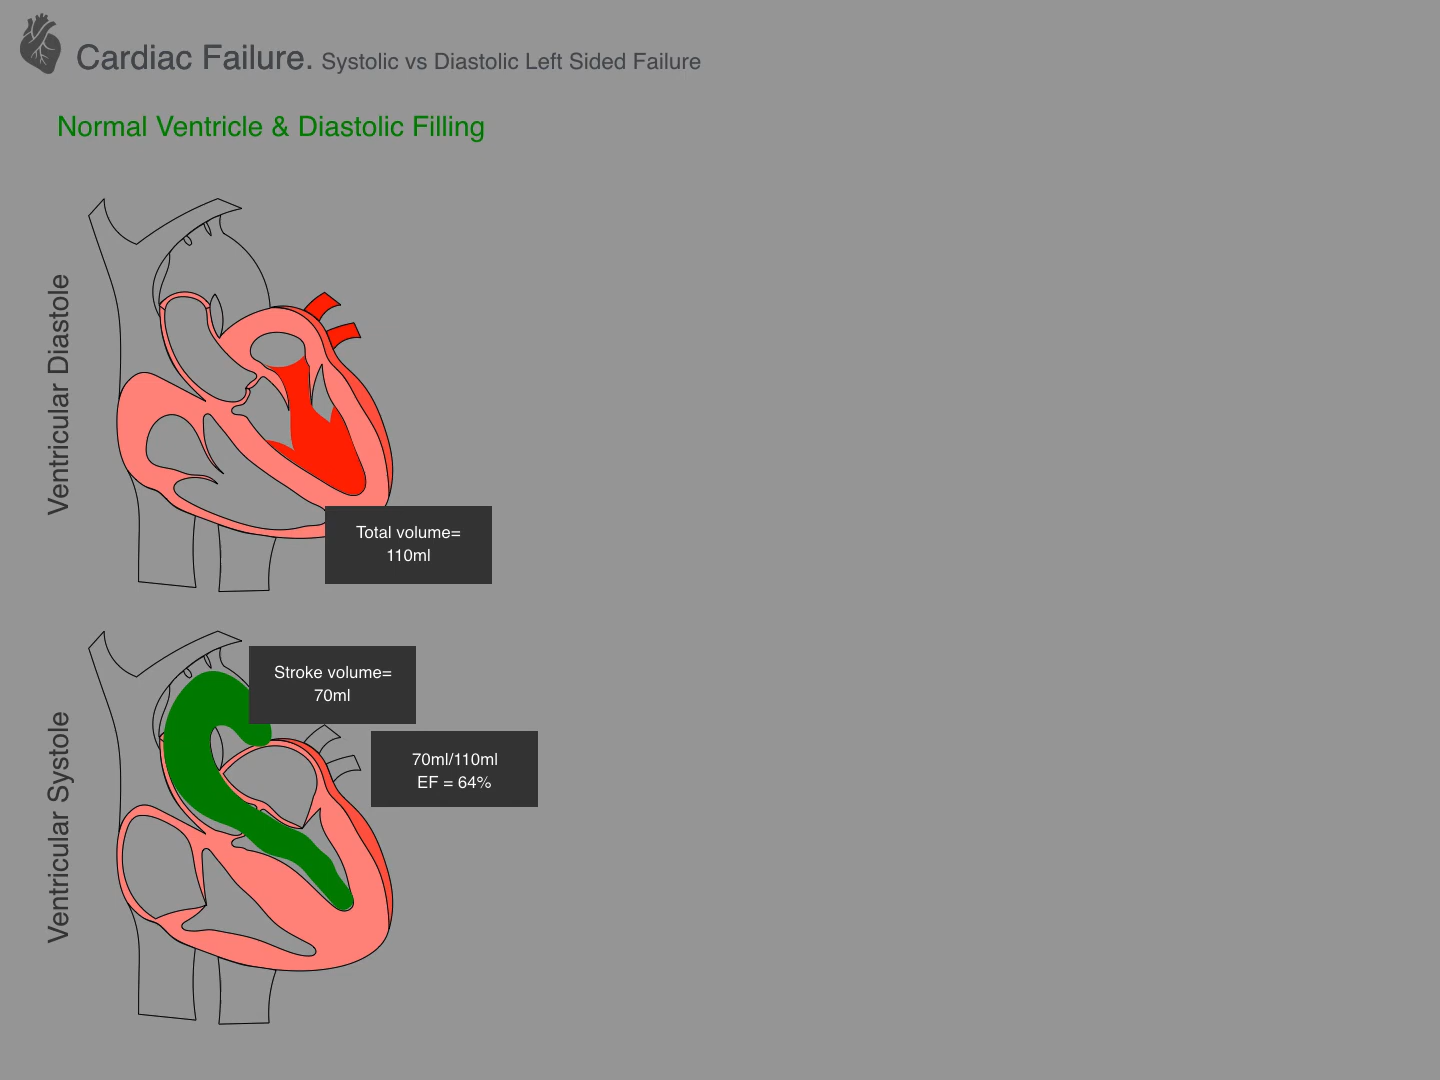 Cardiac Failure. Systolic vs Diastolic Left Sided Failure
Normal Ventricle & Diastolic Filling
Ventricular Diastole
Total volume=
110ml
Ventricular Systole
Stroke volume=
70ml
70ml/110ml
EF = 64%